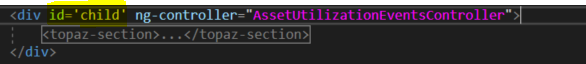 <div id='child' ng-controller="AssetUtilizationEventsController">
<topaz-section>...</topaz-section>
</div>